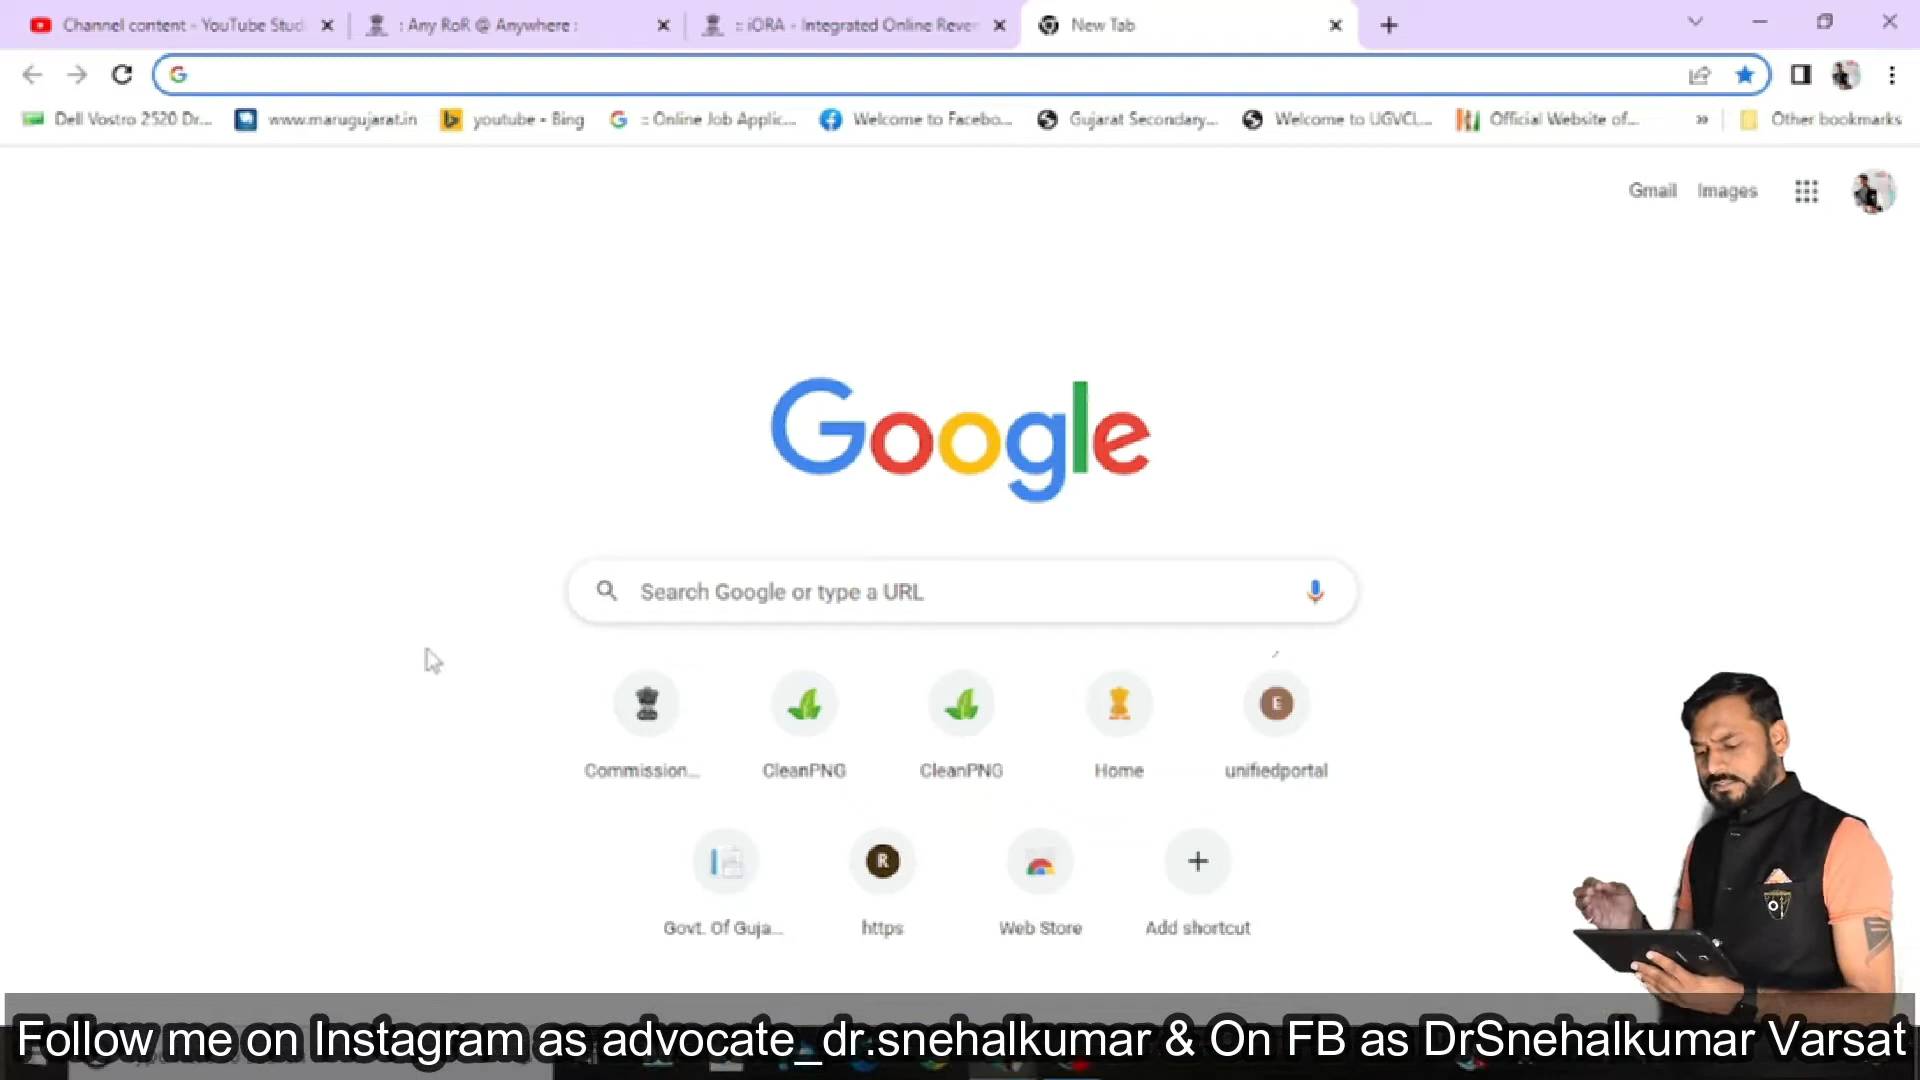 Channel content - YouTube Studi
: Any RoR @ Anywhere :
:: iORA - Integrated Online Reven
New Tab
Dell Vostro 2520 Dr...
www.marugujarat.in
youtube - Bing
:: Online Job Applic...
Welcome to Facebo...
Gujarat Secondary...
Welcome to UGVCL...
Official Website of...
»
Other bookmarks
Gmail
Images
Google
Search Google or type a URL
Commission...
CleanPNG
CleanPNG
Home
E
unifiedportal
Govt. Of Guja...
R
https
Web Store
Add shortcut
Follow me on Instagram as advocate_dr.snehalkumar & On FB as DrSnehalkumar Varsat